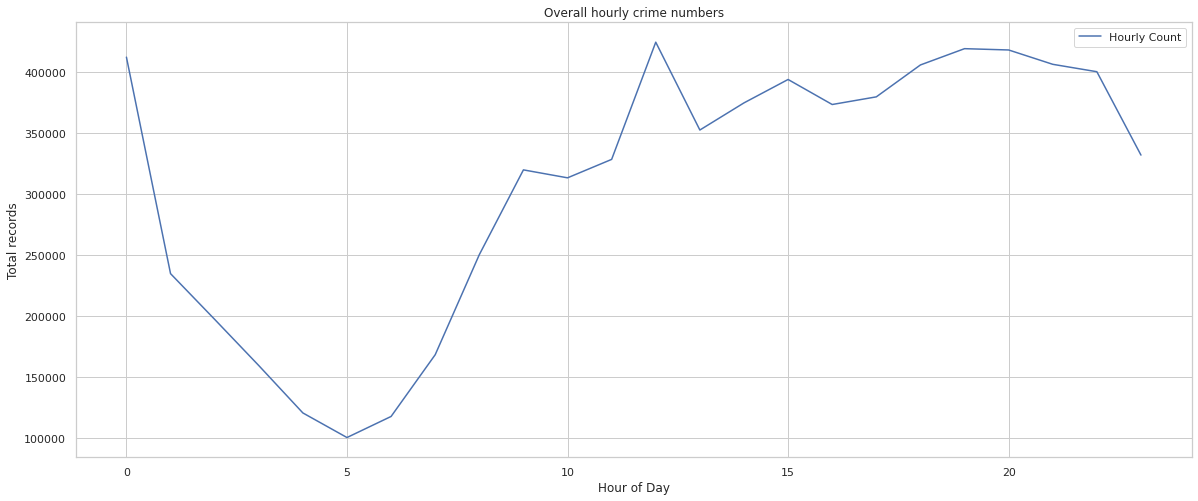 Overall hourly crime numbers
Hourly Count
400000
350000
300000
250000
200000
150000
100000
Total records
0 5 10 15 20
Hour of Day